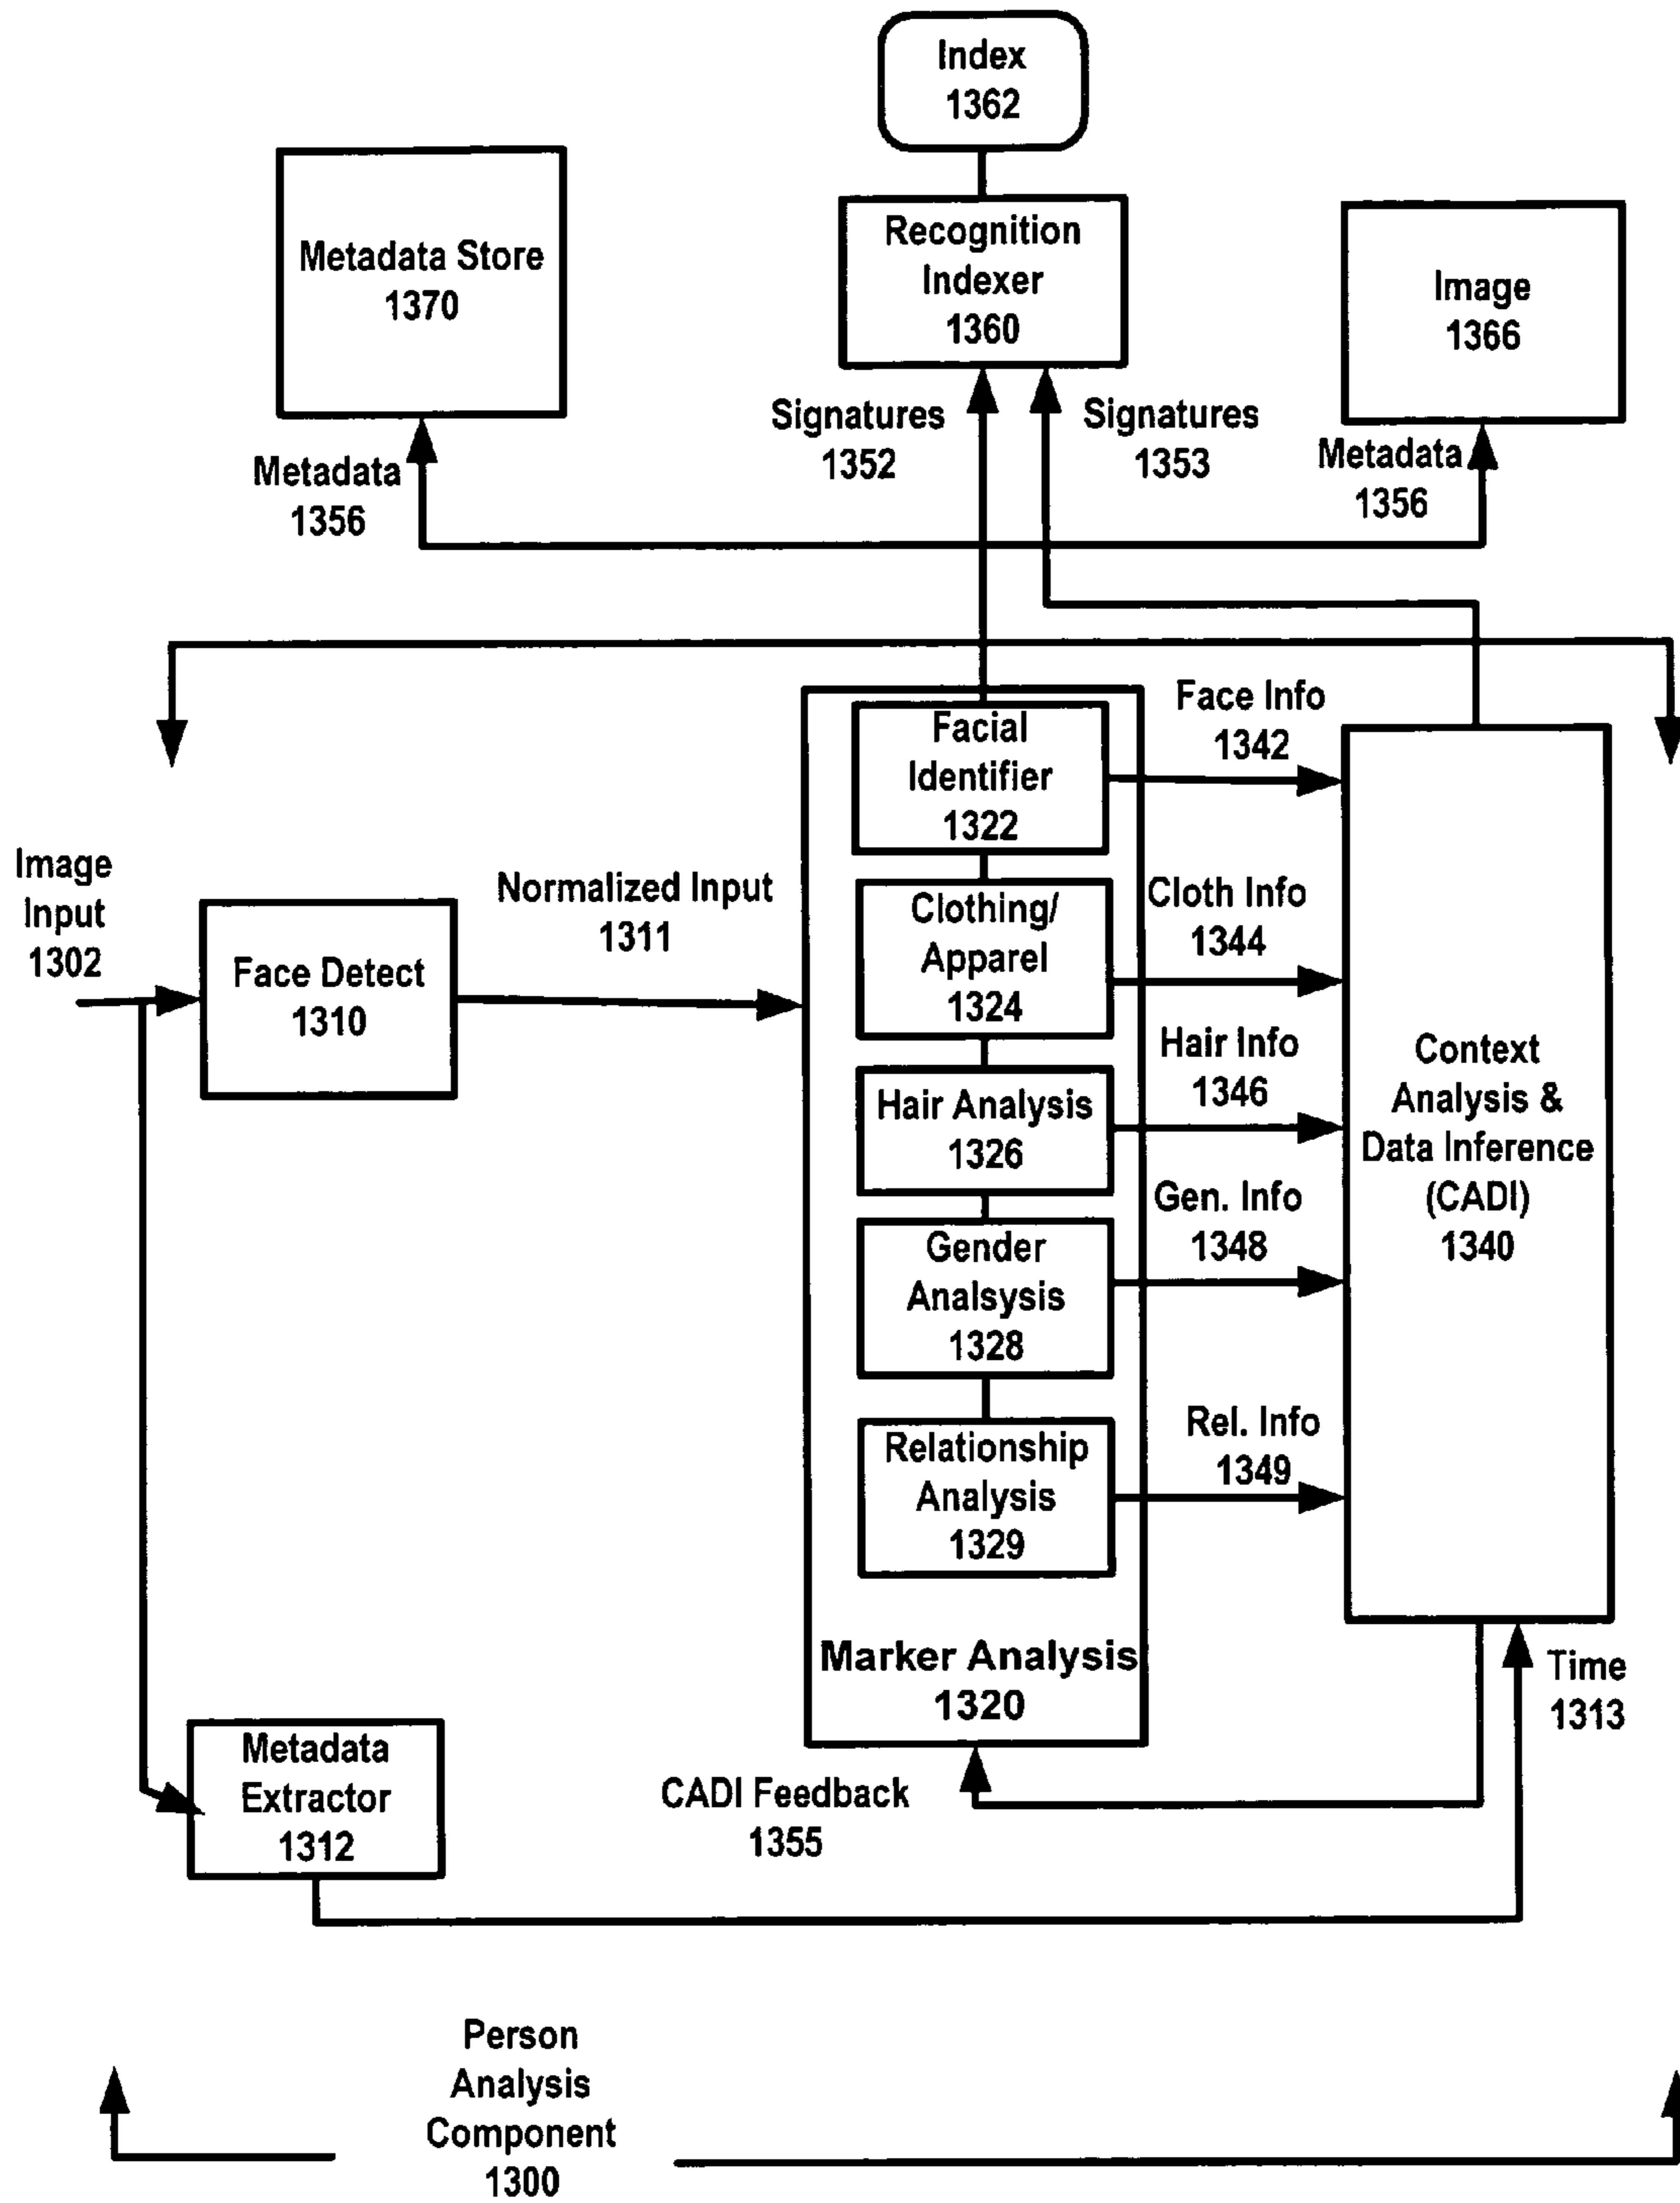 Index
1362
Metadata Store
1370
Recognition
Indexer
1360
Image
1366
Signatures
1352
Signatures
1353
Metadata
1356
Metadata
1356
Face Info
1342
Facial
Identifier
1322
Image
Input
1302
Normalized Input
1311
Cloth Info
1344
Clothing/
Apparel
1324
Face Detect
1310
Hair Info
1346
Hair Analysis
1326
Context
Analysis &
Data Inference
(CADI)
1340
Gen. Info
1348
Gender
Analsysis
1328
Rel. Info
1349
Relationship
Analysis
1329
Marker Analysis
1320
Time
1313
Metadata
Extractor
1312
CADI Feedback
1355
Person
Analysis
Component
1300